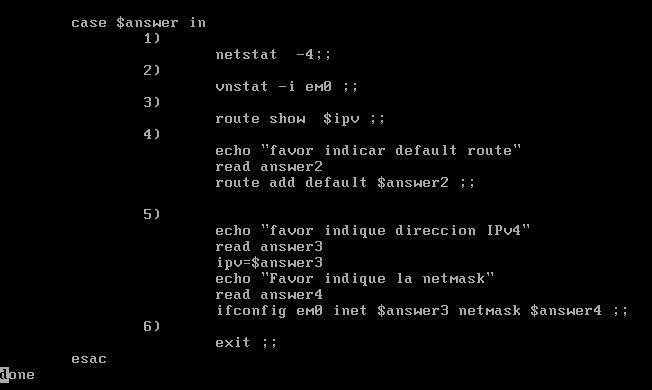 case $answer in
1)
netstat  -4;;
2)
vnstat -i em0 ;;
3)
route show  $ipv ;;
4)
echo "favor indicar default route"
read answer2
route add default $answer2 ;;
5)
echo "favor indique direccion IPv4"
read answer3
ipv=$answer3
echo "Favor indique la netmask"
read answer4
ifconfig em0 inet $answer3 netmask $answer4 ;;
6)
exit ;;
esac
done